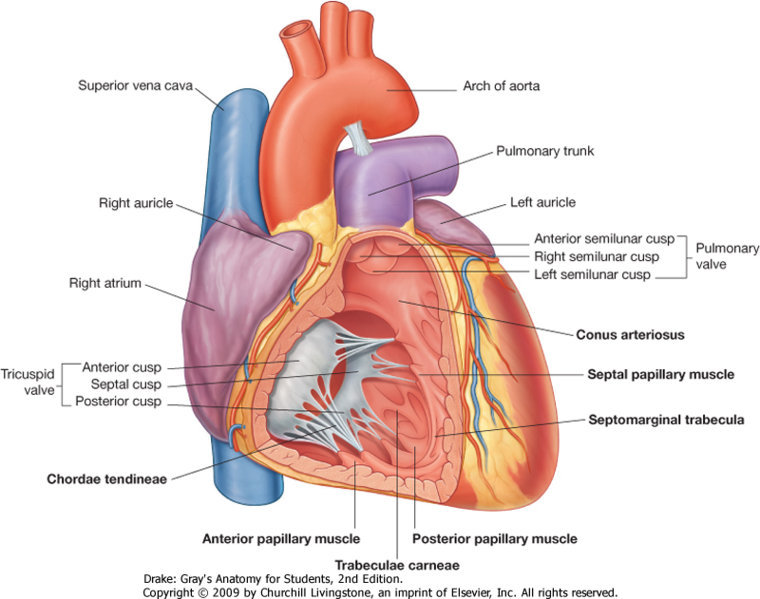 Superior vena cava
Arch of aorta
Pulmonary trunk
Right auricle
Left auricle
Anterior semilunar cusp
Right semilunar cusp
Left semilunar cusp
Pulmonary
valve
Right atrium
Conus arteriosus
Tricuspid
valve
Anterior cusp
Septal cusp
Posterior cusp
Septal papillary muscle
Septomarginal trabecula
Chordae tendineae
Anterior papillary muscle
Posterior papillary muscle
Trabeculae carneae
Drake: Gray's Anatomy for Students, 2nd Edition.
Copyright © 2009 by Churchill Livingstone, an imprint of Elsevier, Inc. All rights reserved.